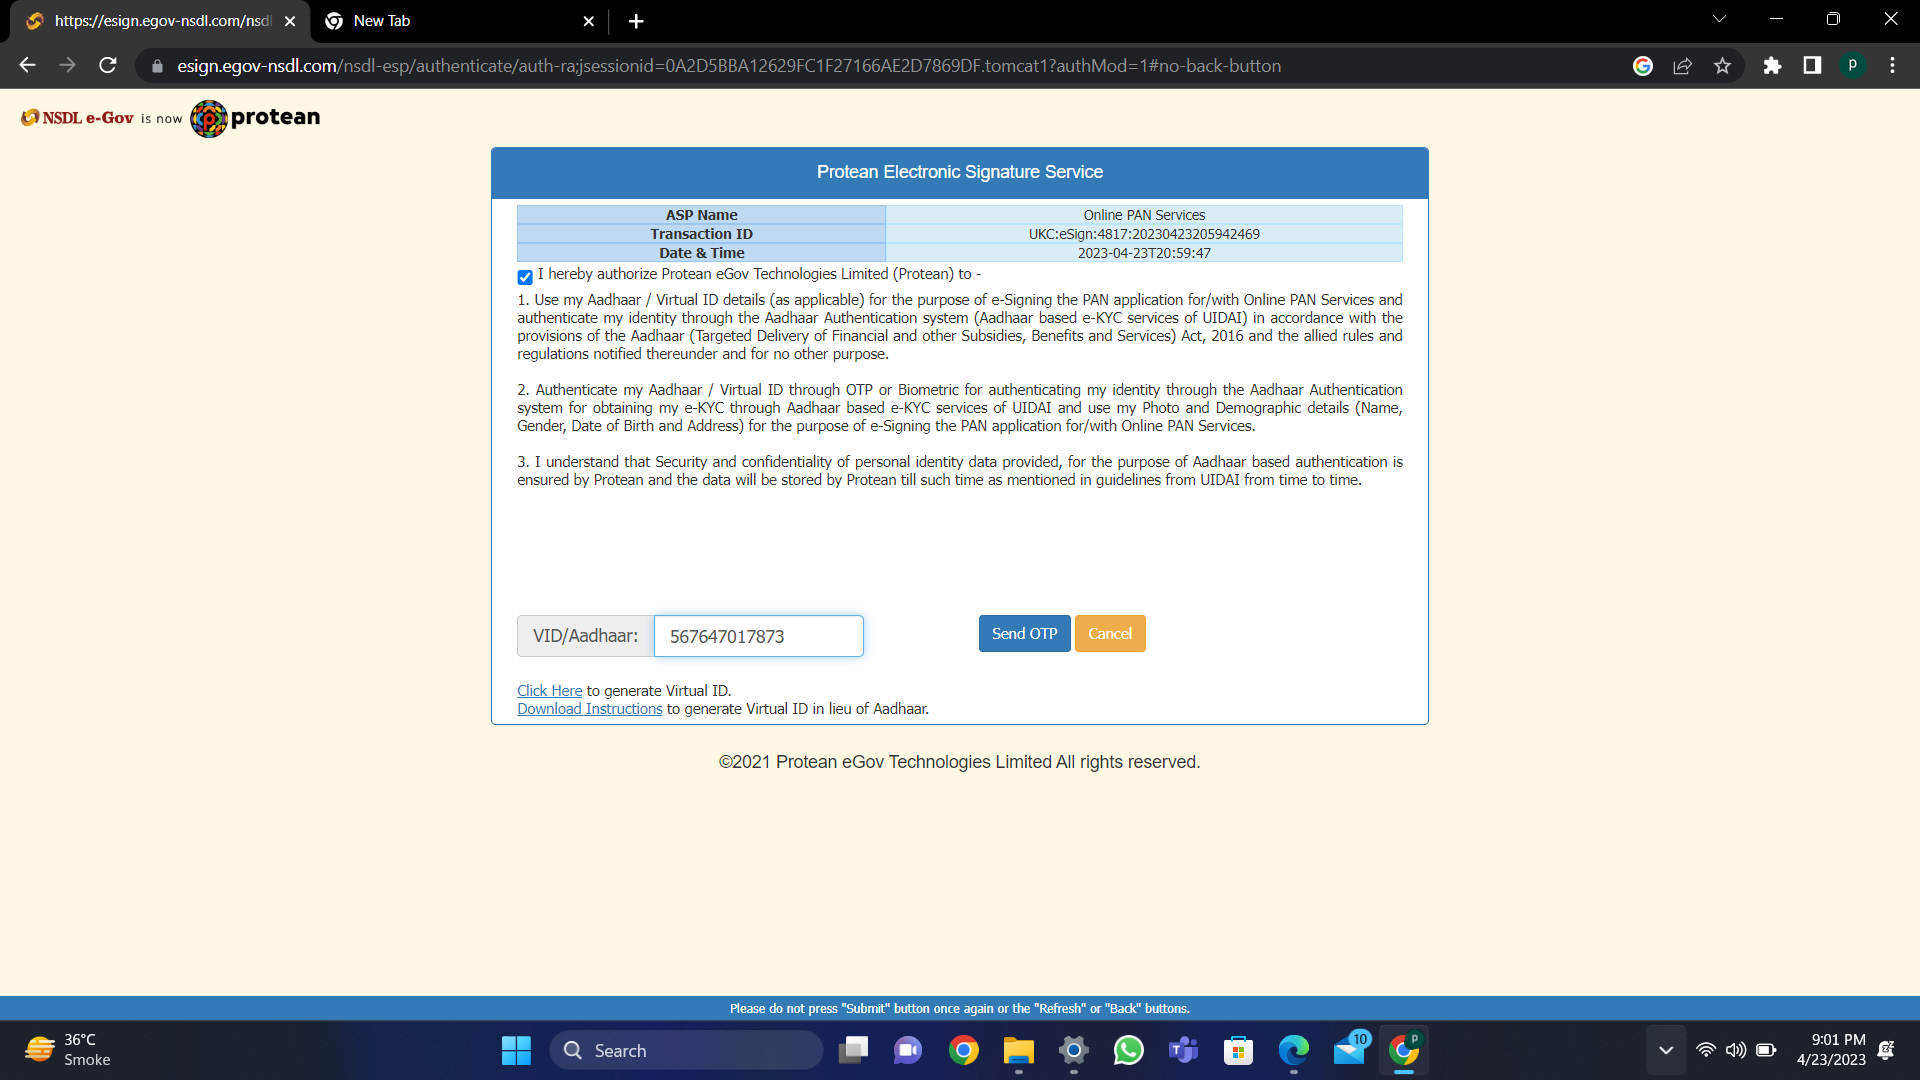 https://esign.egov-nsdl.com/nsdl
New Tab
esign.egov-nsdl.com/nsdl-esp/authenticate/auth-ra;jsessionid=0A2D5BBA12629FC1F27166AE2D7869DF.tomcat1?authMod=1#no-back-button
P
NSDL e-Gov is now protean
Protean Electronic Signature Service
ASP Name Online PAN Services
Transaction ID UKC:eSign:4817:20230423205942469
Date & Time 2023-04-23T20:59:47
I hereby authorize Protean eGov Technologies Limited (Protean) to -
1. Use my Aadhaar / Virtual ID details (as applicable) for the purpose of e-Signing the PAN application for/with Online PAN Services and
authenticate my identity through the Aadhaar Authentication system (Aadhaar based e-KYC services of UIDAI) in accordance with the
provisions of the Aadhaar (Targeted Delivery of Financial and other Subsidies, Benefits and Services) Act, 2016 and the allied rules and
regulations notified thereunder and for no other purpose.
2. Authenticate my Aadhaar / Virtual ID through OTP or Biometric for authenticating my identity through the Aadhaar Authentication
system for obtaining my e-KYC through Aadhaar based e-KYC services of UIDAI and use my Photo and Demographic details (Name,
Gender, Date of Birth and Address) for the purpose of e-Signing the PAN application for/with Online PAN Services.
3. I understand that Security and confidentiality of personal identity data provided, for the purpose of Aadhaar based authentication is
ensured by Protean and the data will be stored by Protean till such time as mentioned in guidelines from UIDAI from time to time.
VID/Aadhaar: 567647017873 Send OTP Cancel
Click Here to generate Virtual ID.
Download Instructions to generate Virtual ID in lieu of Aadhaar.
©2021 Protean eGov Technologies Limited All rights reserved.
Please do not press "Submit" button once again or the "Refresh" or "Back" buttons.
36°C
Smoke
Search
10
P
9:01 PM
4/23/2023